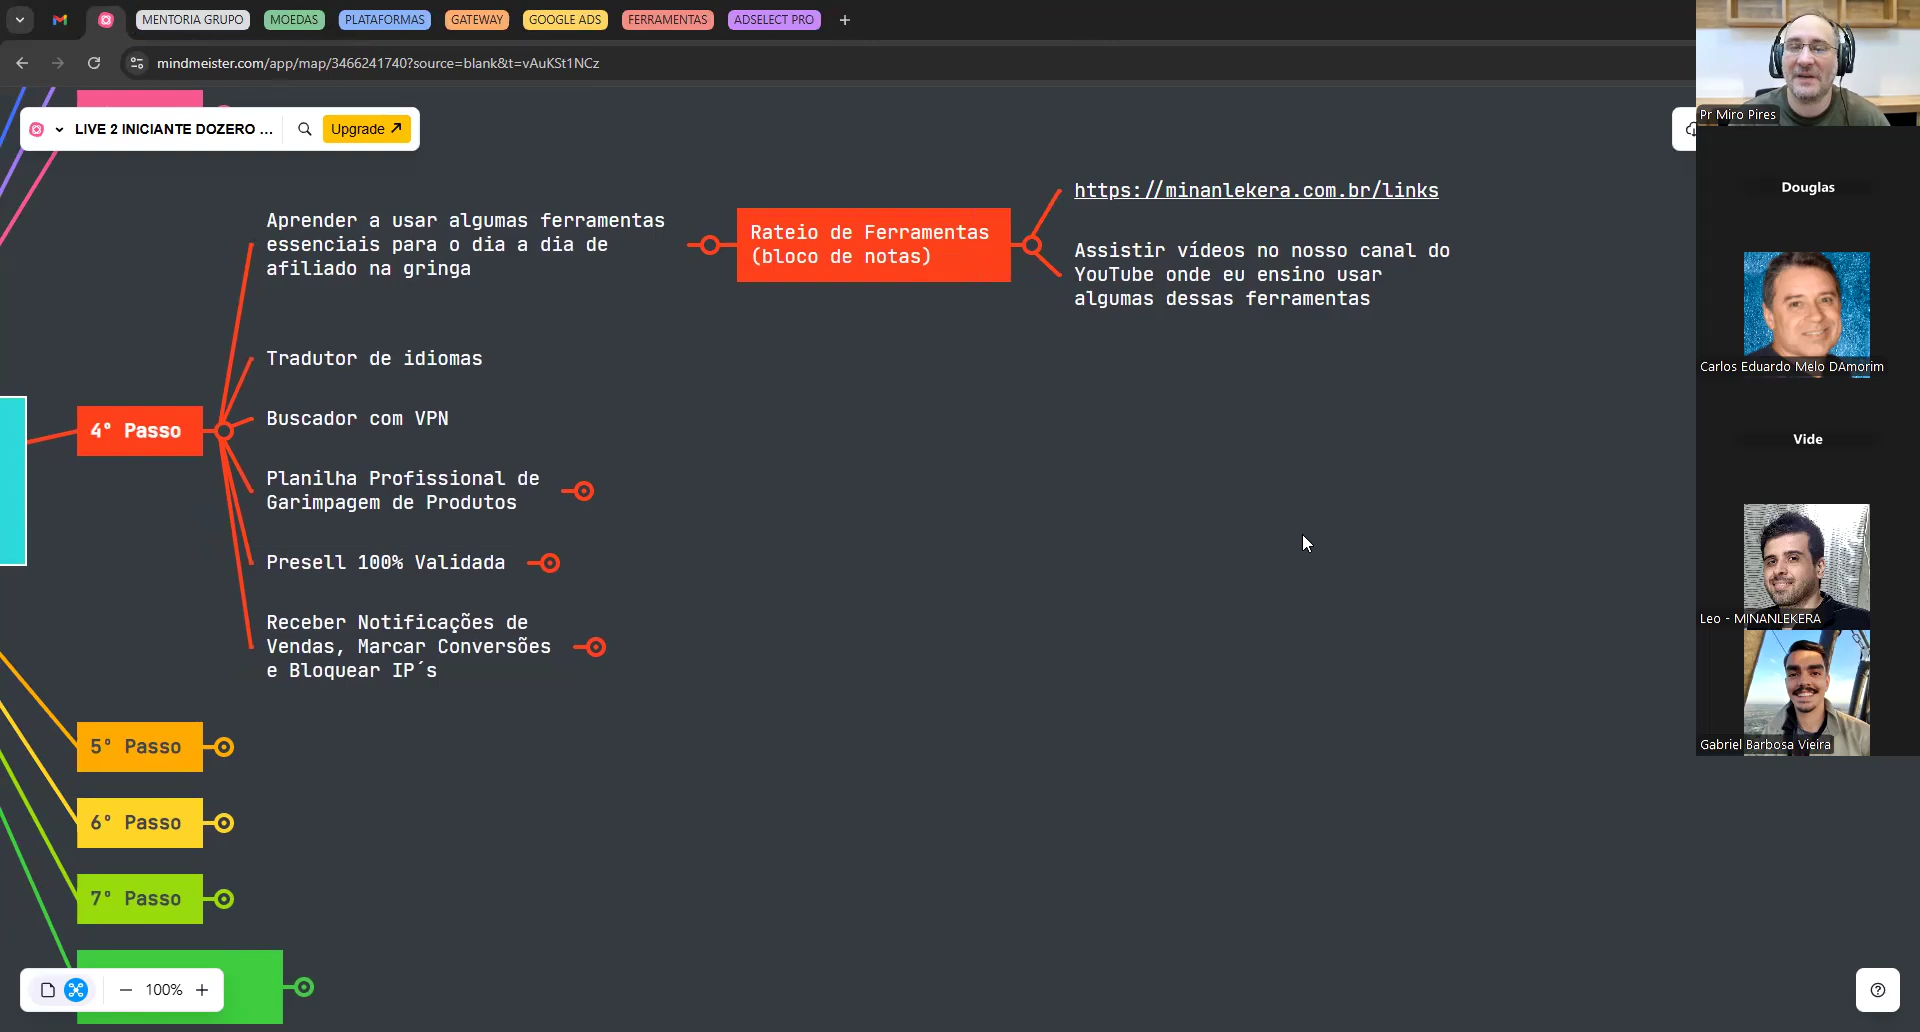 MENTORIA GRUPO
MOEDAS
PLATAFORMAS
GATEWAY
GOOGLE ADS
FERRAMENTAS
ADSELECT PRO
mindmeister.com/app/map/3466241740?source=blank&t=vAuKSt1NCz
LIVE 2 INICIANTE DOZERO ...
Upgrade
Aprender a usar algumas ferramentas
essenciais para o dia a dia de
afiliado na gringa
Rateio de Ferramentas
(bloco de notas)
https://minanlekera.com.br/links
Assistir vídeos no nosso canal do
YouTube onde eu ensino usar
algumas dessas ferramentas
Tradutor de idiomas
Buscador com VPN
4° Passo
Planilha Profissional de
Garimpagem de Produtos
Presell 100% Validada
Receber Notificações de
Vendas, Marcar Conversões
e Bloquear IP´s
5° Passo
6° Passo
7° Passo
100%
Pr Miro Pires
Douglas
Carlos Eduardo Melo DAmorim
Vide
Leo - MINANLEKERA
Gabriel Barbosa Vieira